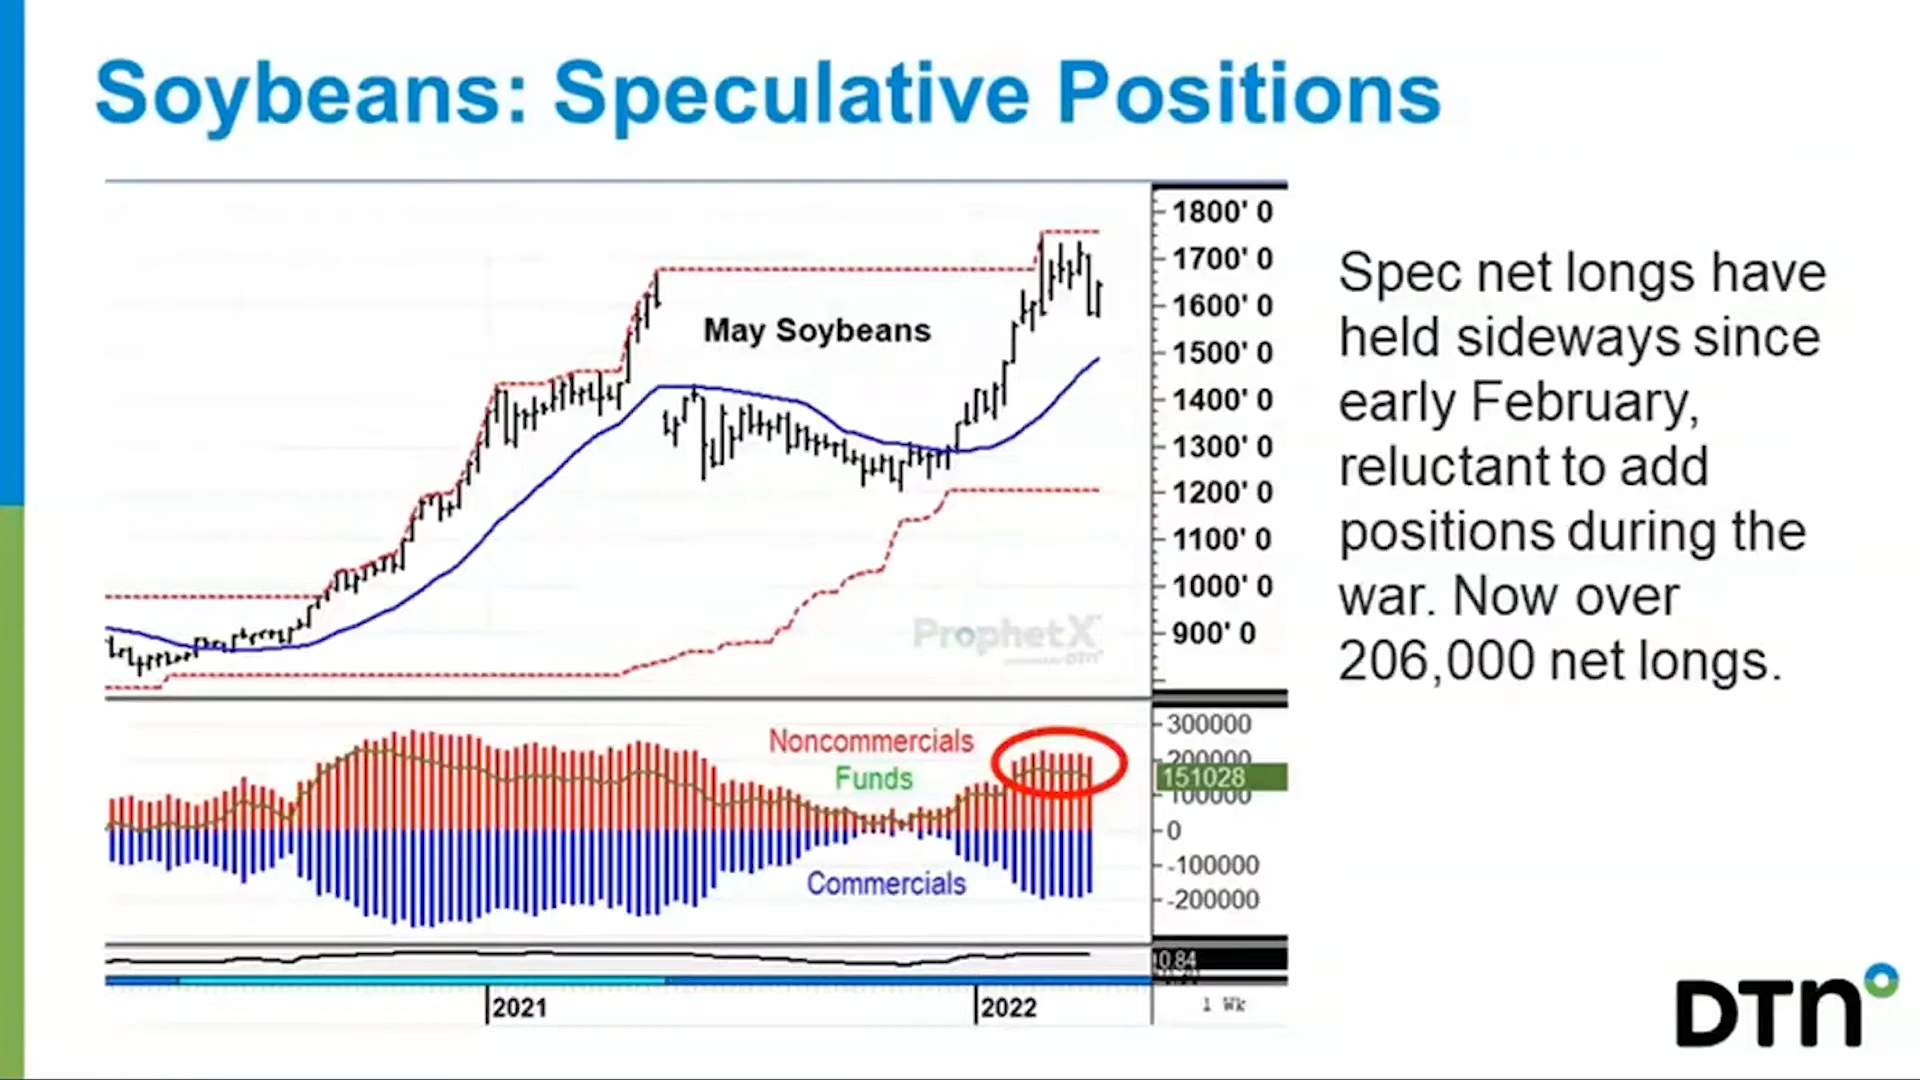 Soybeans: Speculative Positions
1800' 0
1700' 0
1600' 0
1500' 0
1400' 0
1300' 0
1200' 0
1100' 0
1000' 0
900' 0
May Soybeans
ProphetX
DTN
Spec net longs have
held sideways since
early February,
reluctant to add
positions during the
war. Now over
206,000 net longs.
Noncommercials
Funds
Commercials
300000
200000
151028
100000
0
-100000
-200000
0.84
2021
2022
1 Wk
DTN